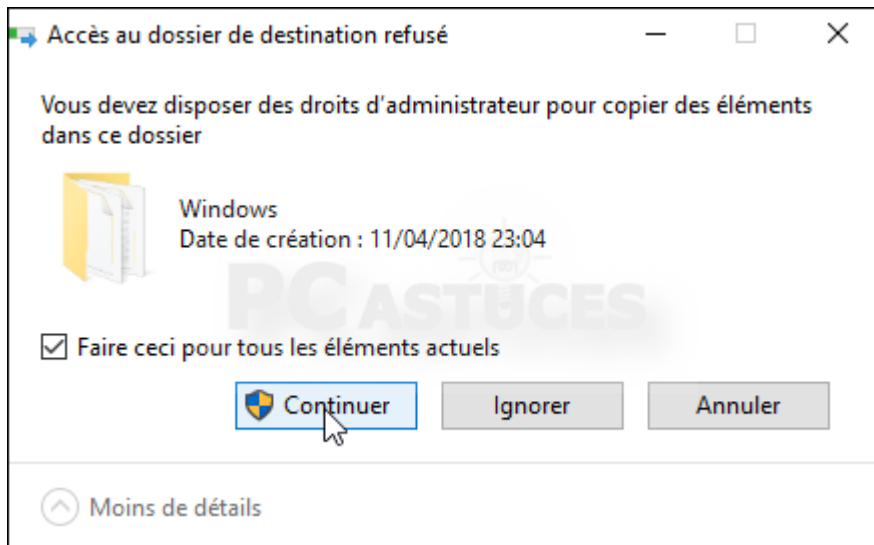 Accès au dossier de destination refusé
Vous devez disposer des droits d'administrateur pour copier des éléments
dans ce dossier
Windows
Date de création : 11/04/2018 23:04
PC ASTUCES
Faire ceci pour tous les éléments actuels
Continuer Ignorer Annuler
Moins de détails